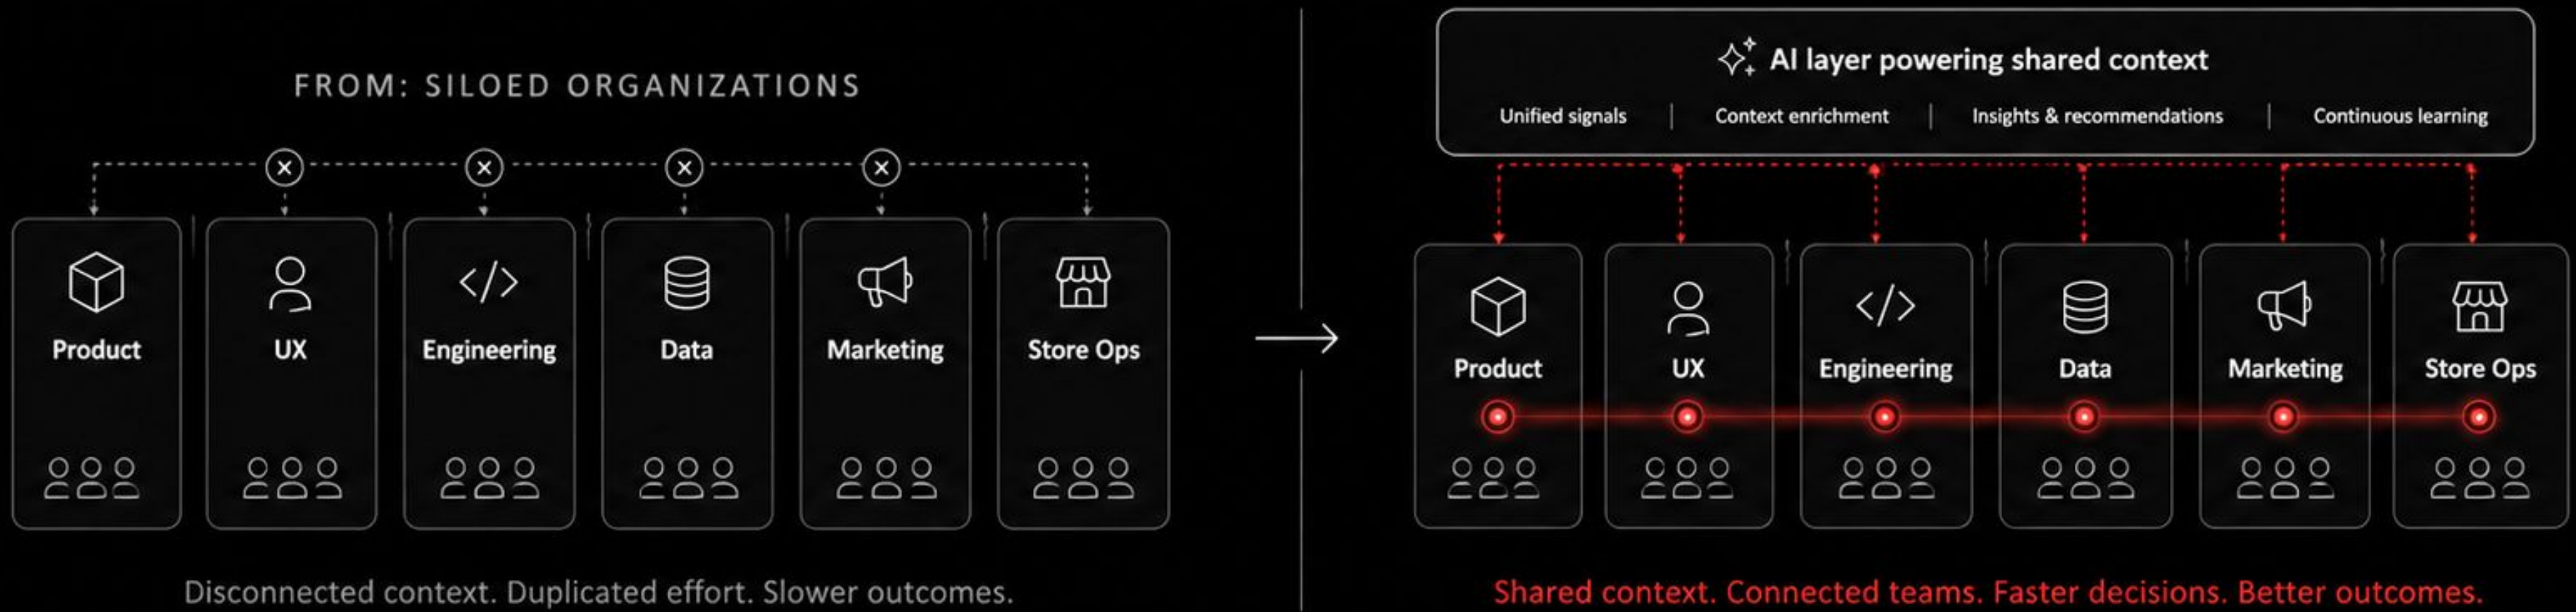 FROM: SILOED ORGANIZATIONS
Product
UX
Engineering
Data
Marketing
Store Ops
Disconnected context. Duplicated effort. Slower outcomes.
AI layer powering shared context
Unified signals | Context enrichment | Insights & recommendations | Continuous learning
Product
UX
Engineering
Data
Marketing
Store Ops
Shared context. Connected teams. Faster decisions. Better outcomes.